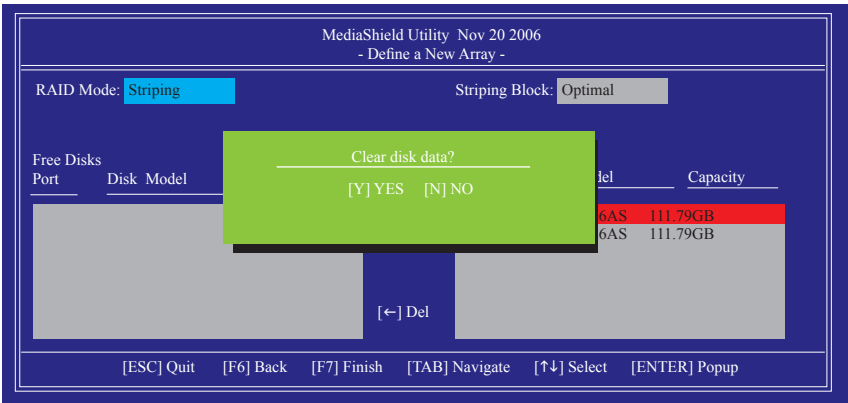 MediaShield Utility Nov 20 2006
- Define a New Array -
RAID Mode: Striping Striping Block: Optimal
Clear disk data?
[Y] YES [N] NO
Free Disks
Port Disk Model del Capacity
6AS 111.79GB
6AS 111.79GB
[←] Del
[ESC] Quit [F6] Back [F7] Finish [TAB] Navigate [↑↓] Select [ENTER] Popup